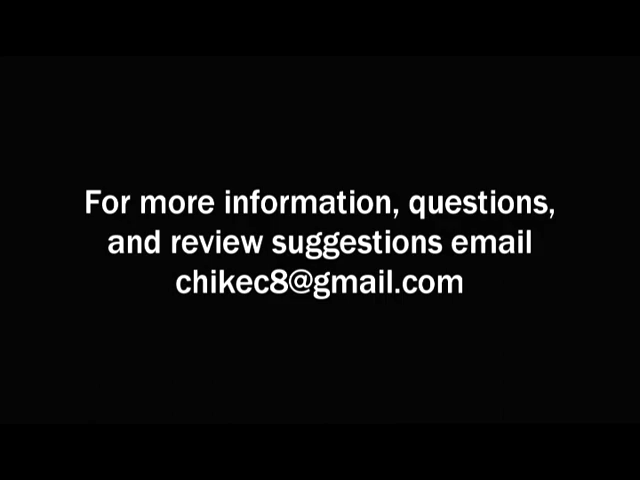 For more information, questions,
and review suggestions email
chikec8@gmail.com